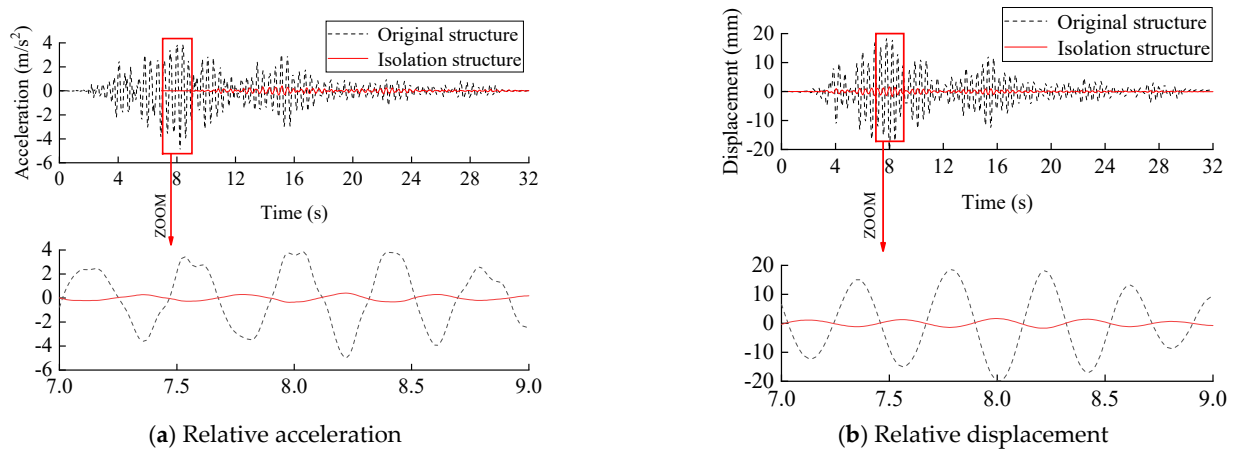 Acceleration (m/s²)
4
2
0
-2
-4
-6
Original structure
Isolation structure
0 4 8 12 16 20 24 28 32
Time (s)
ZOOM
4
2
0
-2
-4
-6
7.0 7.5 8.0 8.5 9.0
(a) Relative acceleration
Displacement (mm)
20
10
0
-10
-20
Original structure
Isolation structure
0 4 8 12 16 20 24 28 32
Time (s)
ZOOM
20
10
0
-10
-20
7.0 7.5 8.0 8.5 9.0
(b) Relative displacement